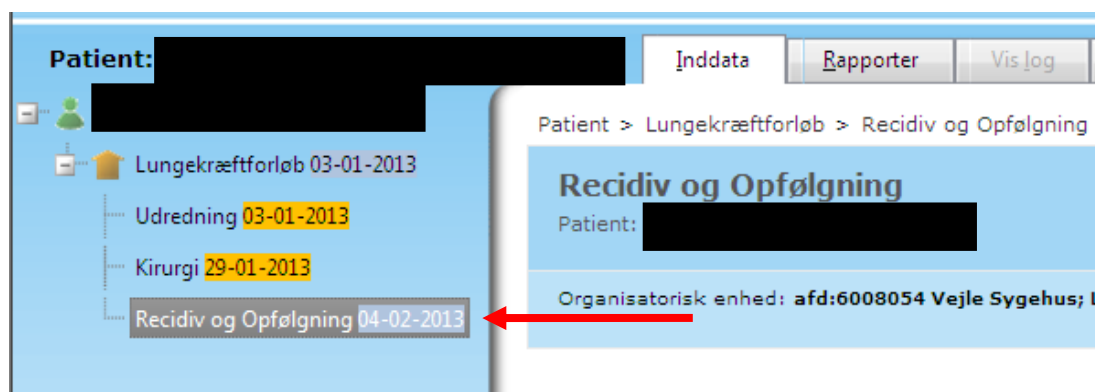 Patient:
Inddata
Rapporter
Vis log
Patient > Lungekræftforløb > Recidiv og Opfølgning
Lungekræftforløb 03-01-2013
Recidiv og Opfølgning
Udredning 03-01-2013
Patient:
Kirurgi 29-01-2013
Organisatorisk enhed: afd:6008054 Vejle Sygehus;
Recidiv og Opfølgning 04-02-2013